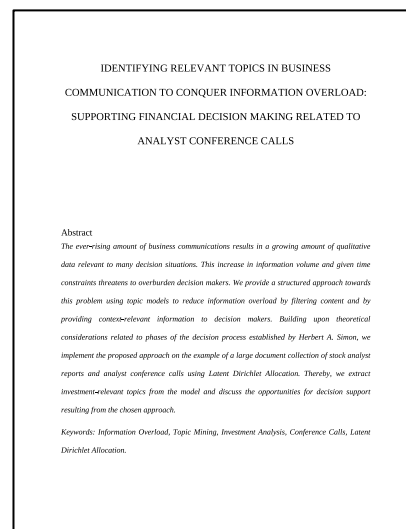 IDENTIFYING RELEVANT TOPICS IN BUSINESS
COMMUNICATION TO CONQUER INFORMATION OVERLOAD:
SUPPORTING FINANCIAL DECISION MAKING RELATED TO
ANALYST CONFERENCE CALLS
Abstract
The ever-rising amount of business communications results in a growing amount of qualitative
data relevant to many decision situations. This increase in information volume and given time
constraints threatens to overburden decision makers. We provide a structured approach towards
this problem using topic models to reduce information overload by filtering content and by
providing context-relevant information to decision makers. Building upon theoretical
considerations related to phases of the decision process established by Herbert A. Simon, we
implement the proposed approach on the example of a large document collection of stock analyst
reports and analyst conference calls using Latent Dirichlet Allocation. Thereby, we extract
investment-relevant topics from the model and discuss the opportunities for decision support
resulting from the chosen approach.
Keywords: Information Overload, Topic Mining, Investment Analysis, Conference Calls, Latent
Dirichlet Allocation.